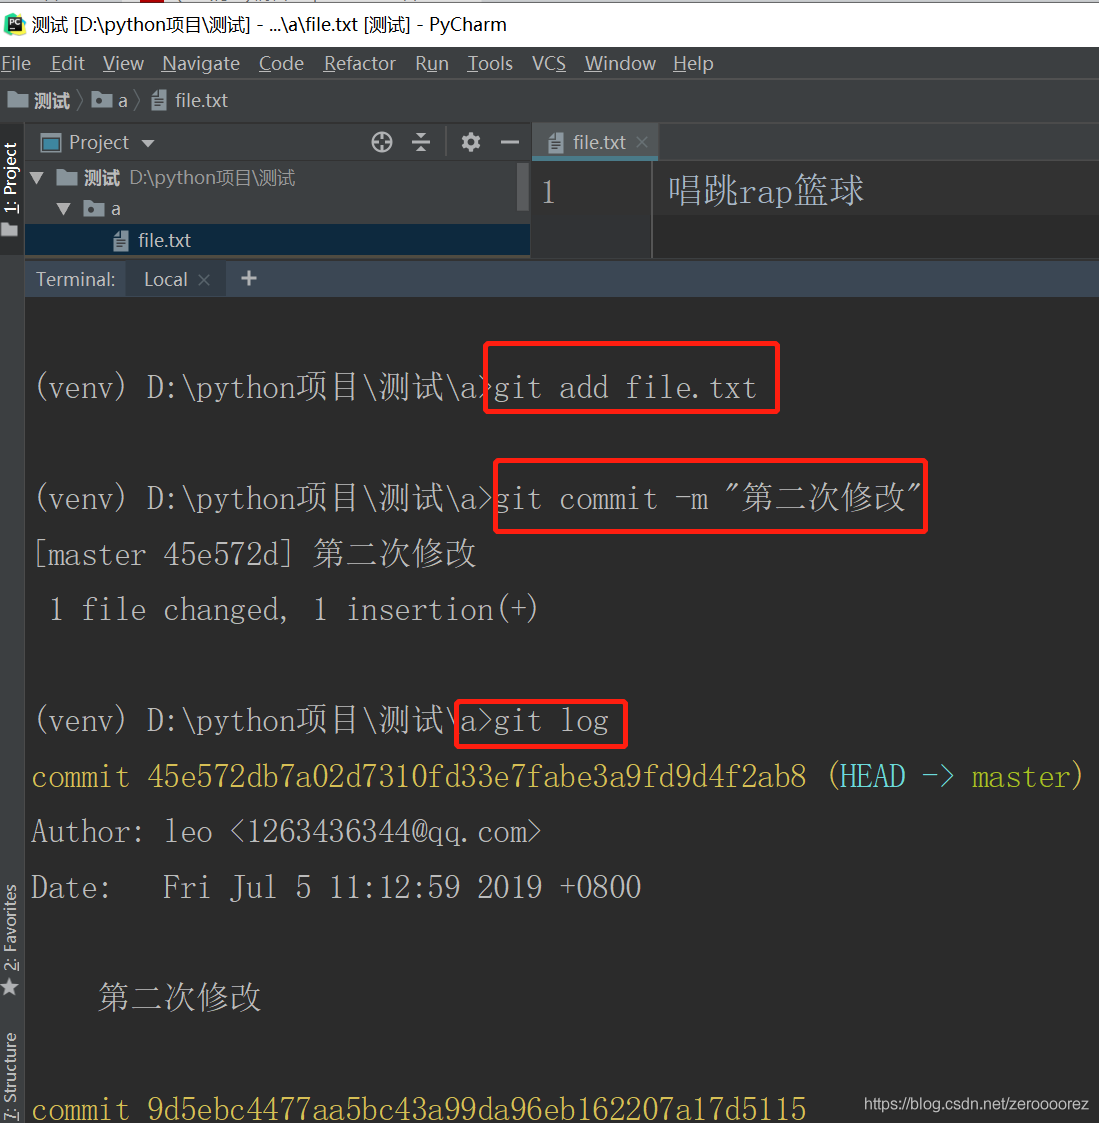 测试 [D:\python项目\测试] - ...\a\file.txt [测试] - PyCharm
File Edit View Navigate Code Refactor Run Tools VCS Window Help
测试 a file.txt
1: Project
Project
file.txt
测试 D:\python项目\测试
a
file.txt
1 唱跳rap篮球
Terminal: Local +
(venv) D:\python项目\测试\a>git add file.txt
(venv) D:\python项目\测试\a>git commit -m "第二次修改"
[master 45e572d] 第二次修改
1 file changed, 1 insertion(+)
(venv) D:\python项目\测试\a>git log
commit 45e572db7a02d7310fd33e7fabe3a9fd9d4f2ab8 (HEAD -> master)
Author: leo <1263436344@qq.com>
Date:   Fri Jul 5 11:12:59 2019 +0800
2: Favorites
第二次修改
7: Structure
commit 9d5ebc4477aa5bc43a99da96eb162207a17d5115
https://blog.csdn.net/zeroooorez